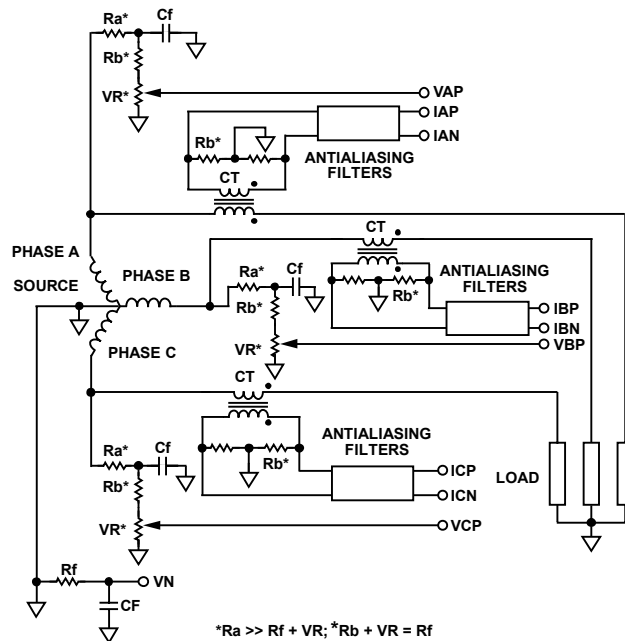 Ra*
Cf
Rb*
VR*
VAP
IAP
IAN
Rb*
ANTIALIASING
FILTERS
CT
CT
PHASE A
SOURCE
PHASE B
Ra*
Cf
Rb*
Rb*
ANTIALIASING
FILTERS
IBP
IBN
VR*
VBP
PHASE C
CT
Ra*
Cf
Rb*
Rb*
ANTIALIASING
FILTERS
ICP
ICN
LOAD
VR*
VCP
Rf
VN
CF
*Ra >> Rf + VR; *Rb + VR = Rf